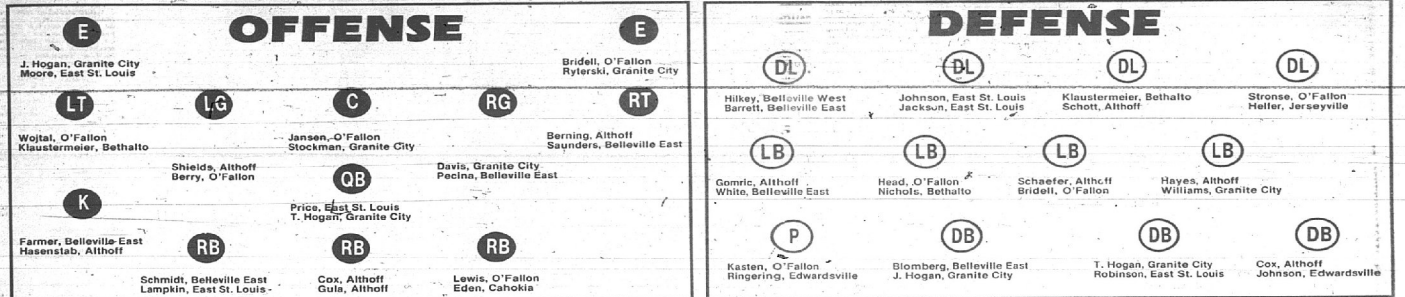 OFFENSE
E
E
J. Hogan, Granite City
Moore, East St. Louis
Bridell, O'Fallon
Ryterski, Granite City
LT
LG
C
RG
RT
Wojtal, O'Fallon
Klaustermeier, Bethalto
Jansen, O'Fallon
Stockman, Granite City
Berning, Althoff
Saunders, Belleville East
Shields, Althoff
Berry, O'Fallon
Davis, Granite City
Pecina, Belleville East
QB
K
Price, East St. Louis
T. Hogan, Granite City
Farmer, Belleville East
Hasenstab, Althoff
RB
RB
RB
Schmidt, Belleville East
Lampkin, East St. Louis
Cox, Althoff
Gula, Althoff
Lewis, O'Fallon
Eden, Cahokia
DEFENSE
DL
DL
DL
DL
Hilkey, Belleville West
Barrett, Belleville East
Johnson, East St. Louis
Jackson, East St. Louis
Klaustermeier, Bethalto
Schott, Althoff
Stronse, O'Fallon
Heller, Jerseyville
LB
LB
LB
LB
Gomric, Althoff
White, Belleville East
Head, O'Fallon
Nichols, Bethalto
Schaefer, Althoff
Bridell, O'Fallon
Hayes, Althoff
Williams, Granite City
P
DB
DB
DB
Kasten, O'Fallon
Ringering, Edwardsville
Blomberg, Belleville East
J. Hogan, Granite City
T. Hogan, Granite City
Robinson, East St. Louis
Cox, Althoff
Johnson, Edwardsville